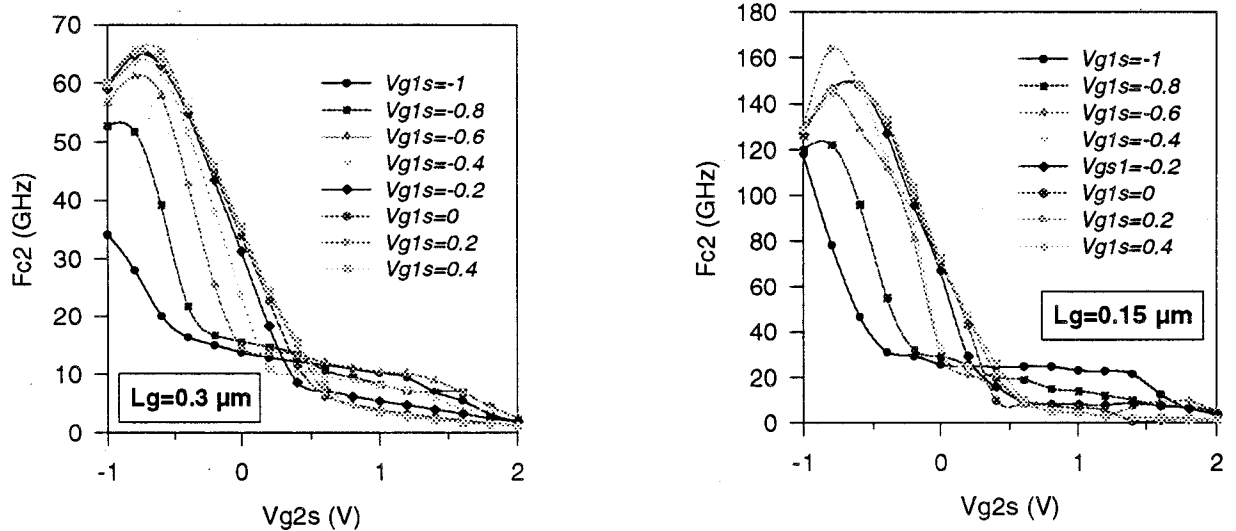 70
60
50
40
30
20
10
0
-1
0
1
2
Fc2 (GHz)
Vg2s (V)
Vg1s=-1
Vg1s=-0.8
Vg1s=-0.6
Vg1s=-0.4
Vg1s=-0.2
Vg1s=0
Vg1s=0.2
Vg1s=0.4
Lg=0.3 µm
180
160
140
120
100
80
60
40
20
0
-1
0
1
2
Fc2 (GHz)
Vg2s (V)
Vg1s=-1
Vg1s=-0.8
Vg1s=-0.6
Vg1s=-0.4
Vgs1=-0.2
Vg1s=0
Vg1s=0.2
Vg1s=0.4
Lg=0.15 µm